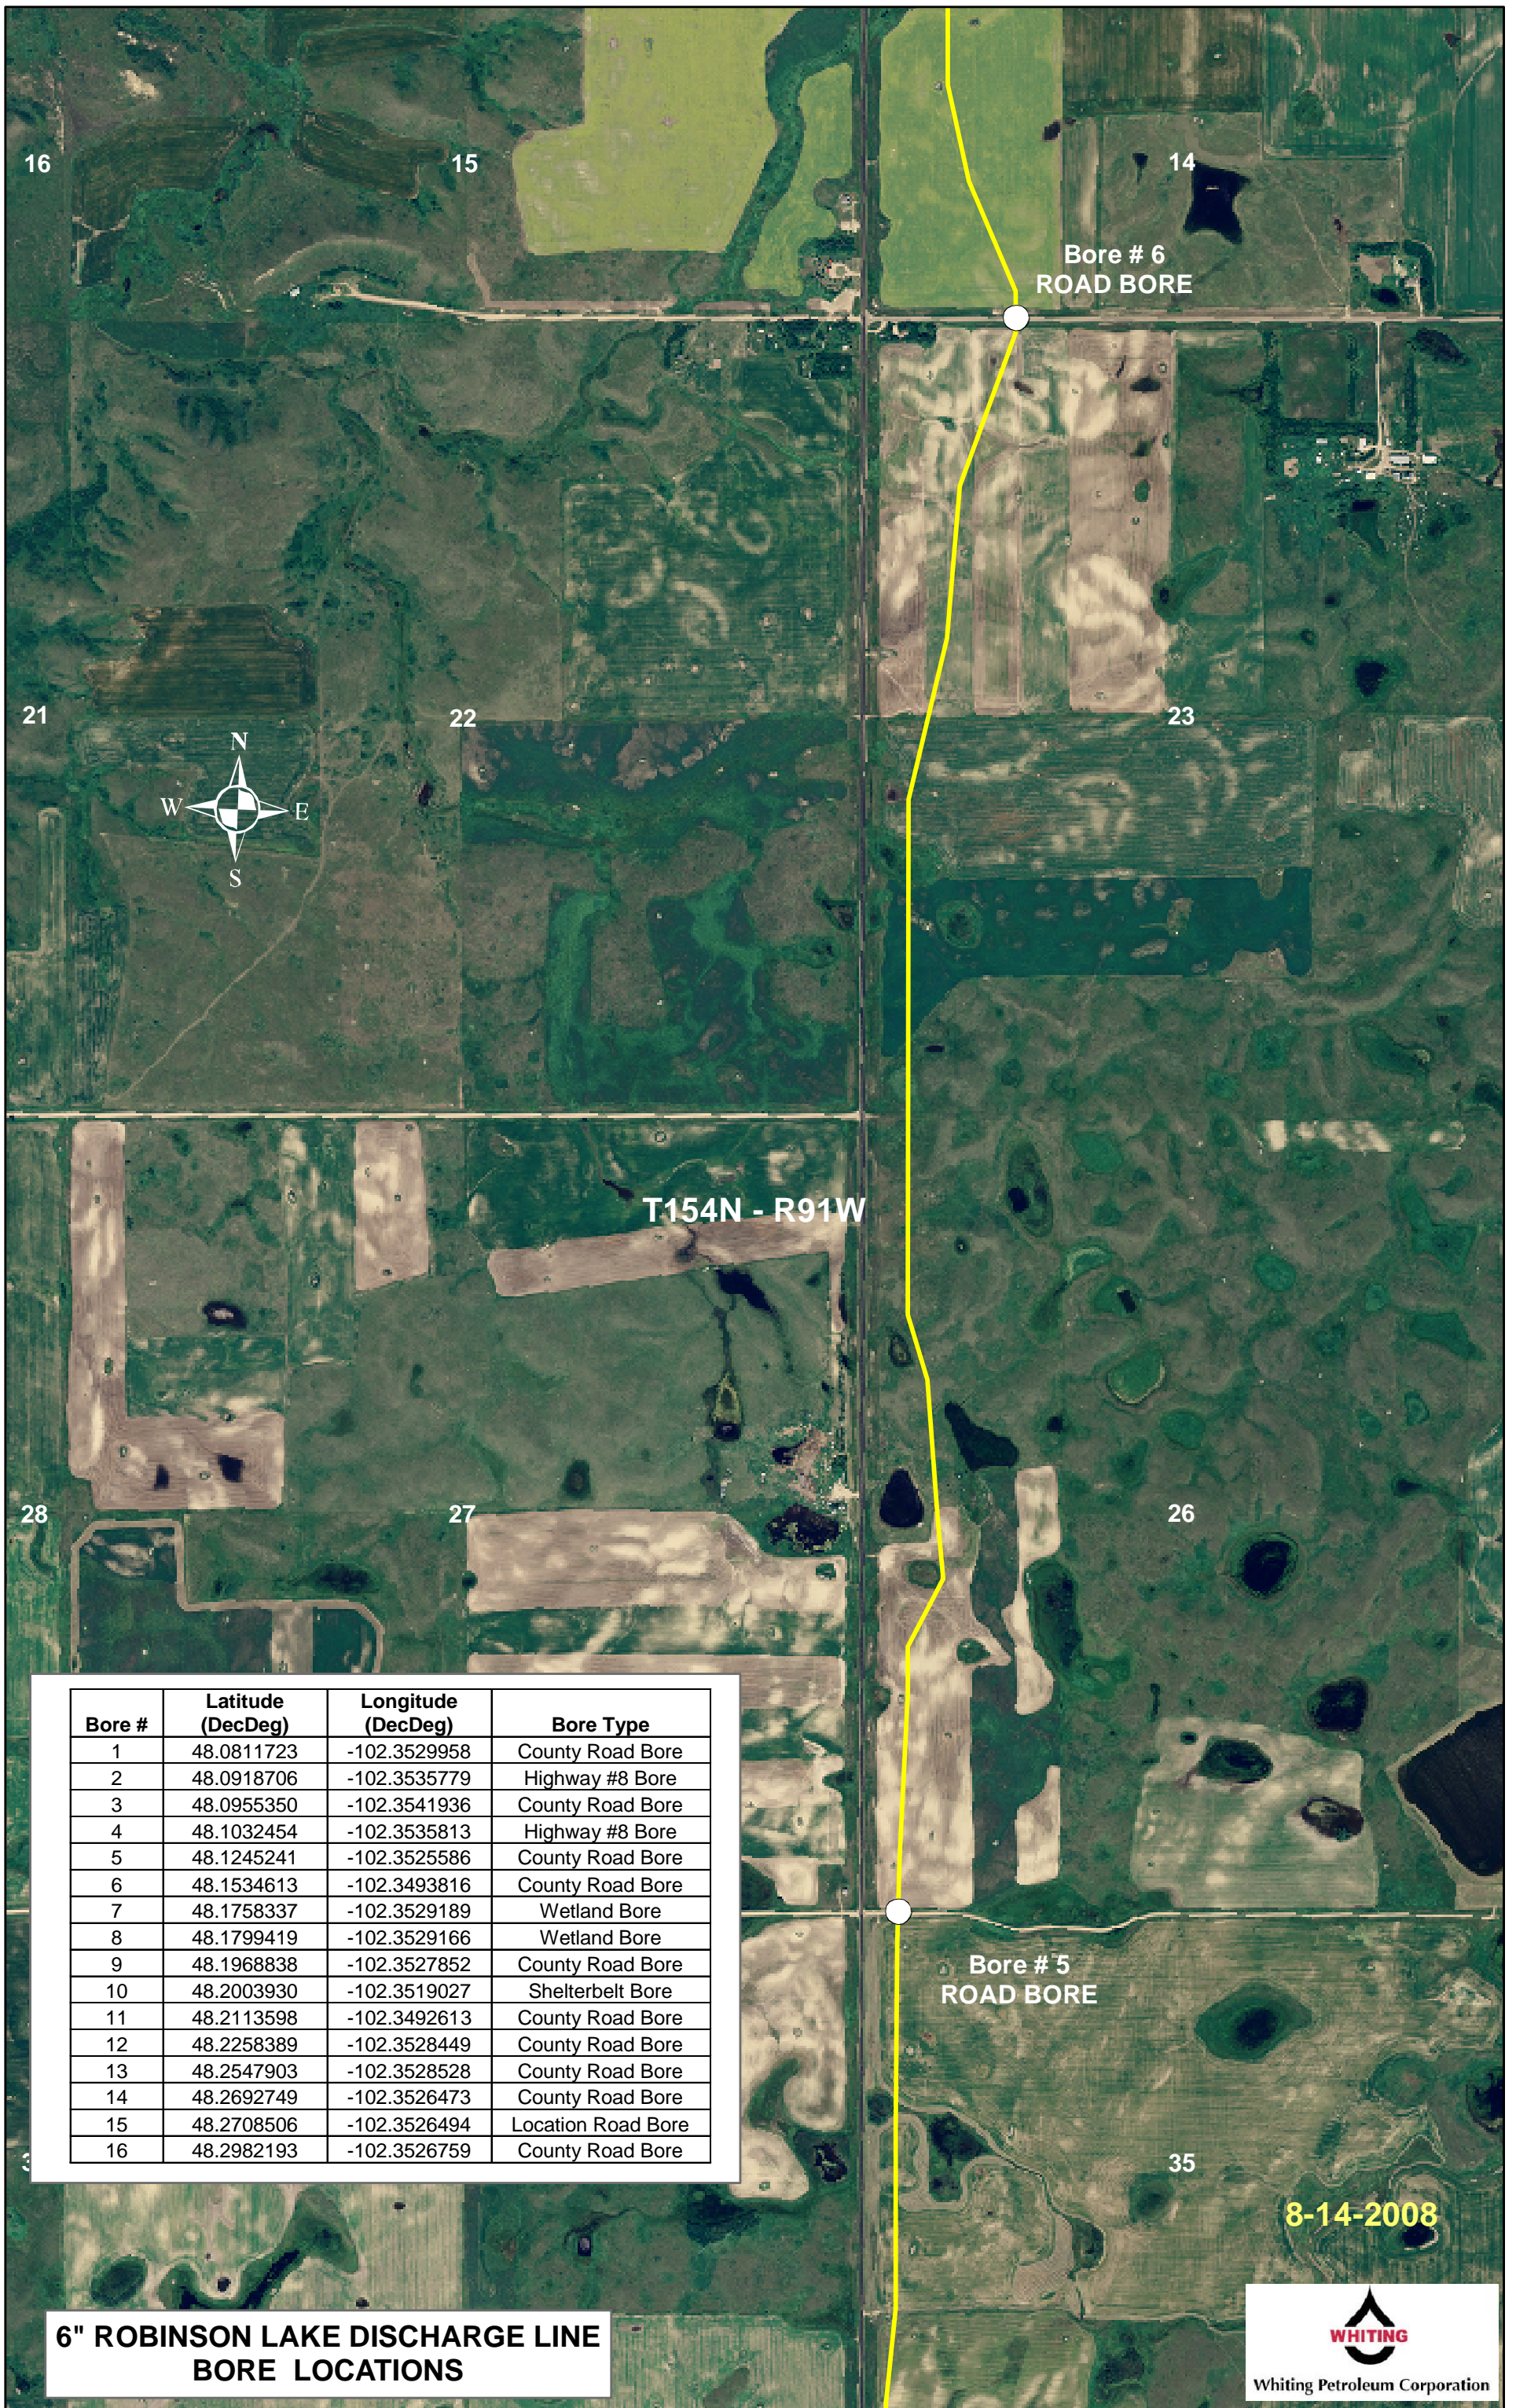 16
15
14
Bore # 6
ROAD BORE
21
22
23
N
W
E
S
T154N - R91W
28
27
26
Bore # Latitude (DecDeg) Longitude (DecDeg) Bore Type
1 48.0811723 -102.3529958 County Road Bore
2 48.0918706 -102.3535779 Highway #8 Bore
3 48.0955350 -102.3541936 County Road Bore
4 48.1032454 -102.3535813 Highway #8 Bore
5 48.1245241 -102.3525586 County Road Bore
6 48.1534613 -102.3493816 County Road Bore
7 48.1758337 -102.3529189 Wetland Bore
8 48.1799419 -102.3529166 Wetland Bore
9 48.1968838 -102.3527852 County Road Bore
10 48.2003930 -102.3519027 Shelterbelt Bore
11 48.2113598 -102.3492613 County Road Bore
12 48.2258389 -102.3528449 County Road Bore
13 48.2547903 -102.3528528 County Road Bore
14 48.2692749 -102.3526473 County Road Bore
15 48.2708506 -102.3526494 Location Road Bore
16 48.2982193 -102.3526759 County Road Bore
Bore # 5
ROAD BORE
35
8-14-2008
6" ROBINSON LAKE DISCHARGE LINE
BORE LOCATIONS
WHITING
Whiting Petroleum Corporation